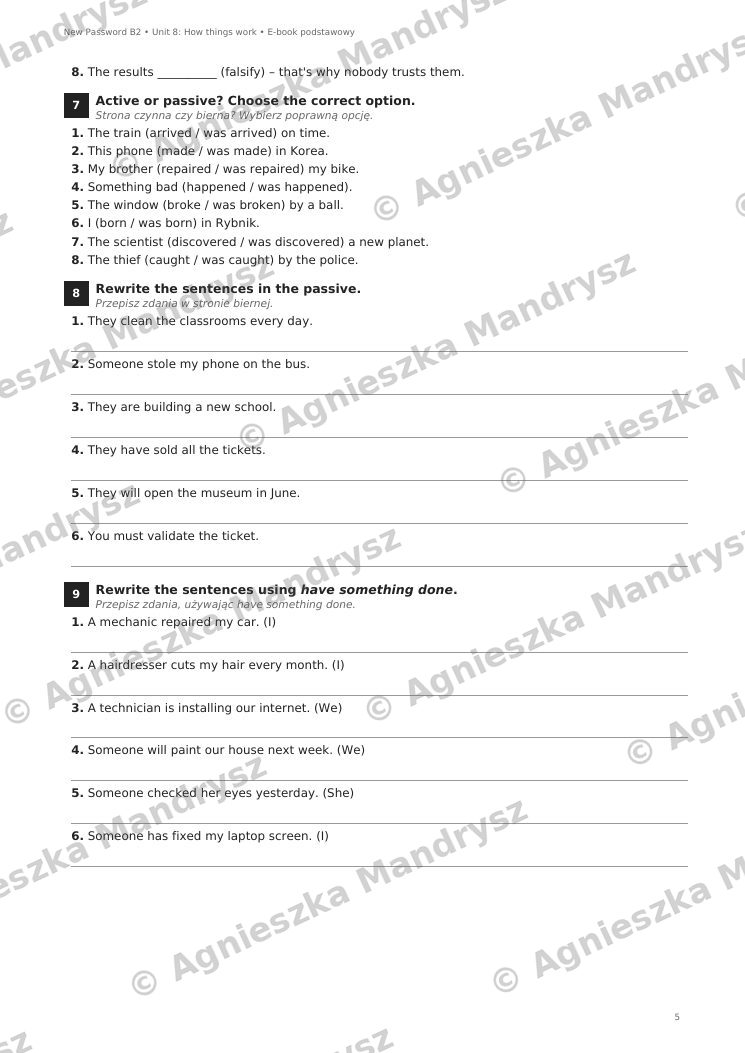 New Password B2 • Unit 8: How things work • E-book podstawowy
8. The results __________ (falsify) – that's why nobody trusts them.
7 Active or passive? Choose the correct option.
Strona czynna czy bierna? Wybierz poprawną opcję.
1. The train (arrived / was arrived) on time.
2. This phone (made / was made) in Korea.
3. My brother (repaired / was repaired) my bike.
4. Something bad (happened / was happened).
5. The window (broke / was broken) by a ball.
6. I (born / was born) in Rybnik.
7. The scientist (discovered / was discovered) a new planet.
8. The thief (caught / was caught) by the police.
8 Rewrite the sentences in the passive.
Przepisz zdania w stronie biernej.
1. They clean the classrooms every day.
2. Someone stole my phone on the bus.
3. They are building a new school.
4. They have sold all the tickets.
5. They will open the museum in June.
6. You must validate the ticket.
9 Rewrite the sentences using have something done.
Przepisz zdania, używając have something done.
1. A mechanic repaired my car. (I)
2. A hairdresser cuts my hair every month. (I)
3. A technician is installing our internet. (We)
4. Someone will paint our house next week. (We)
5. Someone checked her eyes yesterday. (She)
6. Someone has fixed my laptop screen. (I)
5
© Agnieszka Mandrysz